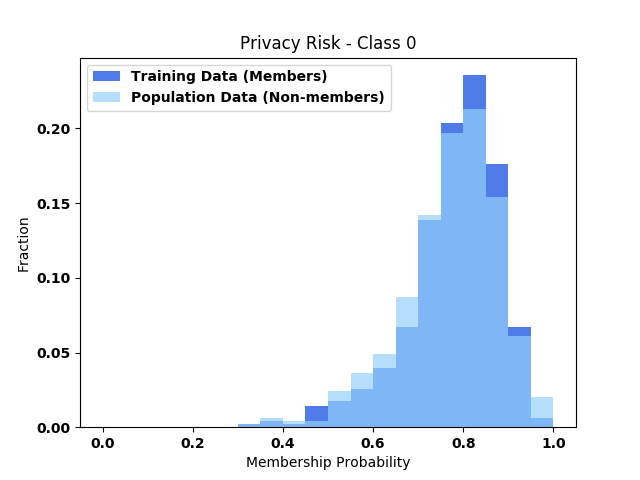 Privacy Risk - Class 0
Training Data (Members)
Population Data (Non-members)
0.20
0.15
0.10
0.05
0.00
Fraction
0.0 0.2 0.4 0.6 0.8 1.0
Membership Probability